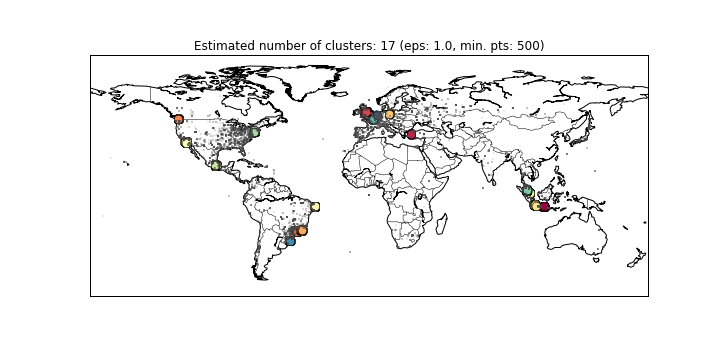 Estimated number of clusters: 17 (eps: 1.0, min. pts: 500)